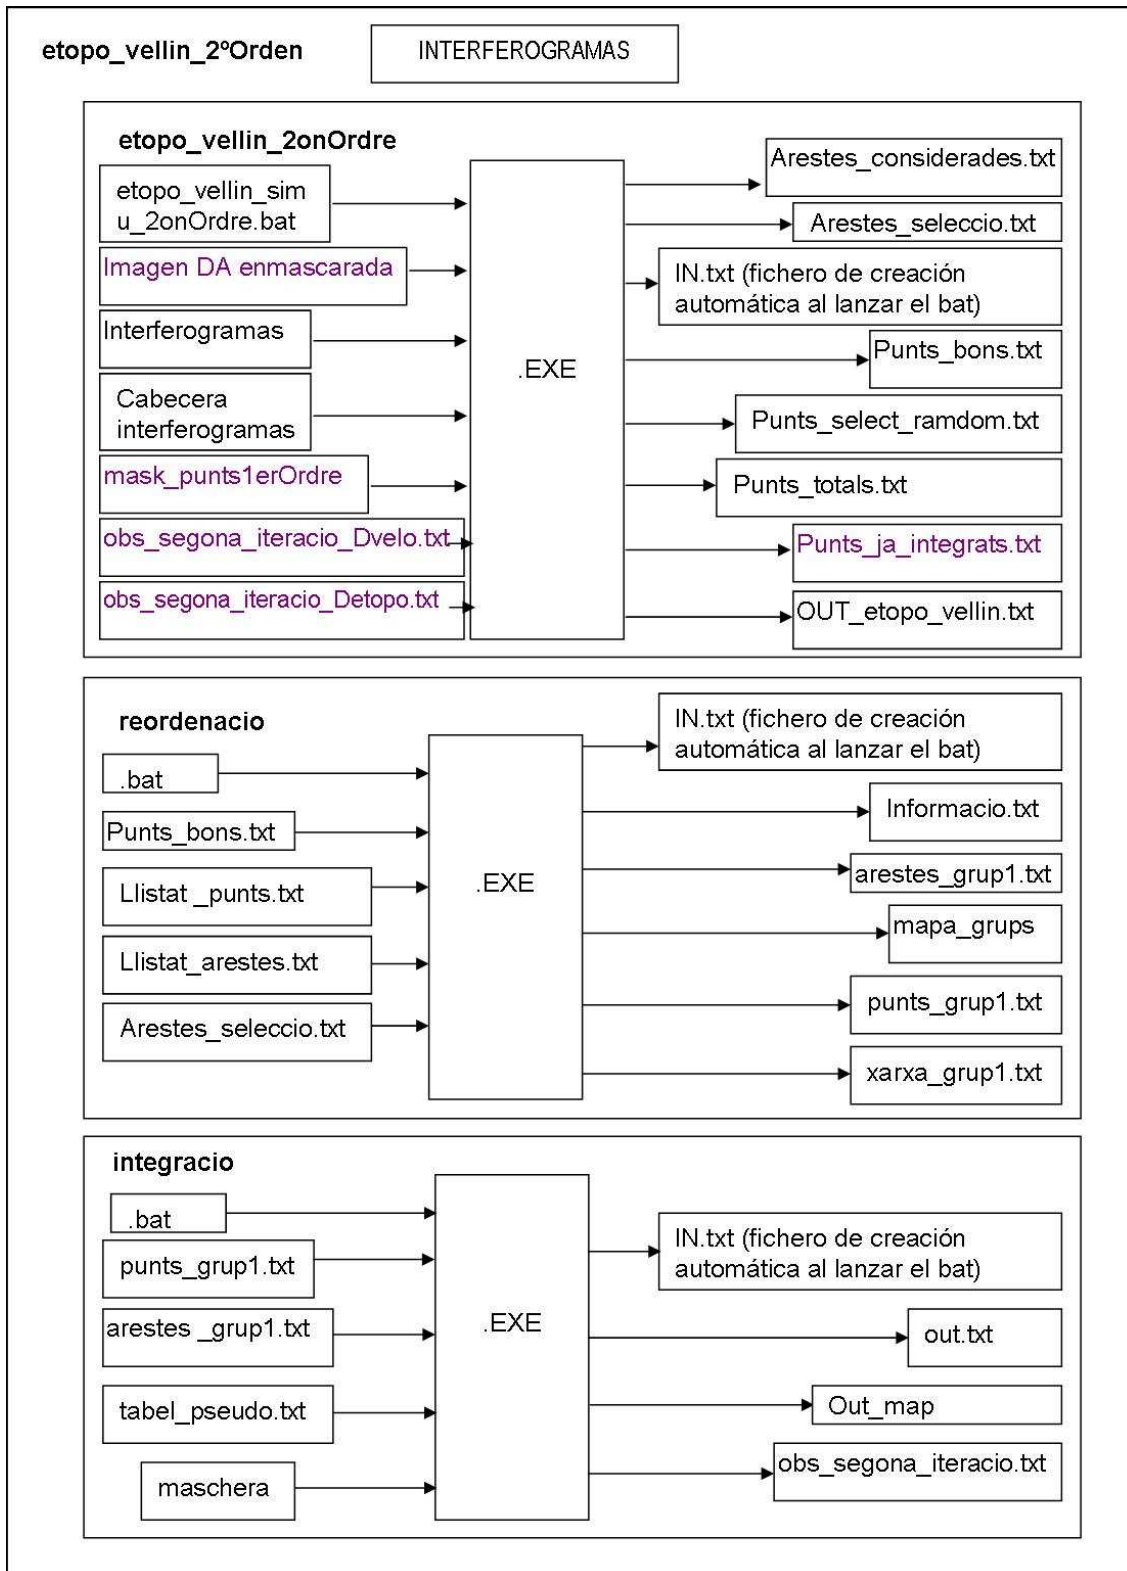 etopo_vellin_2ºOrden
INTERFEROGRAMAS
etopo_vellin_2onOrdre
etopo_vellin_sim
u_2onOrdre.bat
Imagen DA enmascarada
Interferogramas
Cabecera
interferogramas
mask_punts1erOrdre
obs_segona_iteracio_Dvelo.txt
obs_segona_iteracio_Detopo.txt
.EXE
Arestes_considerades.txt
Arestes_seleccio.txt
IN.txt (fichero de creación
automática al lanzar el bat)
Punts_bons.txt
Punts_select_ramdom.txt
Punts_totals.txt
Punts_ja_integrats.txt
OUT_etopo_vellin.txt
reordenacio
.bat
Punts_bons.txt
Llistat _punts.txt
Llistat_arestes.txt
Arestes_seleccio.txt
.EXE
IN.txt (fichero de creación
automática al lanzar el bat)
Informacio.txt
arestes_grup1.txt
mapa_grups
punts_grup1.txt
xarxa_grup1.txt
integracio
.bat
punts_grup1.txt
arestes _grup1.txt
tabel_pseudo.txt
maschera
.EXE
IN.txt (fichero de creación
automática al lanzar el bat)
out.txt
Out_map
obs_segona_iteracio.txt